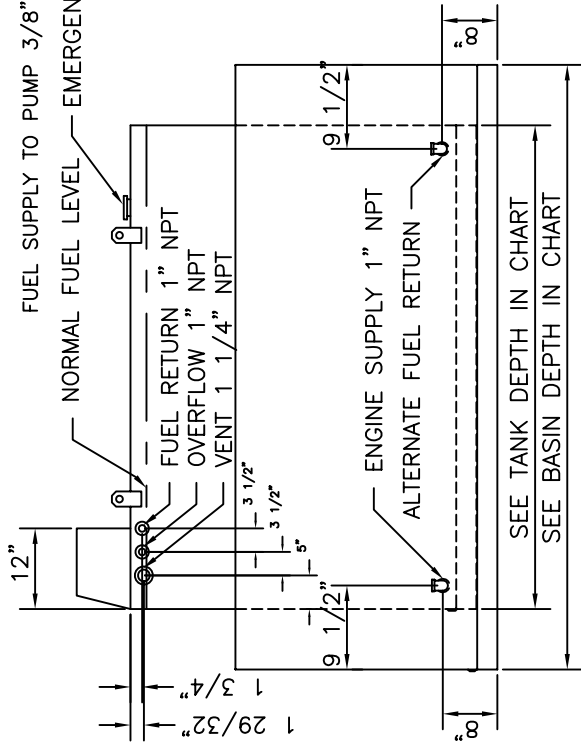 FUEL SUPPLY TO PUMP 3/8"
NORMAL FUEL LEVEL
EMERGEN
12"
FUEL RETURN 1" NPT
OVERFLOW 1" NPT
VENT 1 1/4" NPT
3 1/2"
3 1/2"
5"
1 3/4"
1 29/32"
9 1/2"
9 1/2"
8"
8"
ENGINE SUPPLY 1" NPT
ALTERNATE FUEL RETURN
SEE TANK DEPTH IN CHART
SEE BASIN DEPTH IN CHART